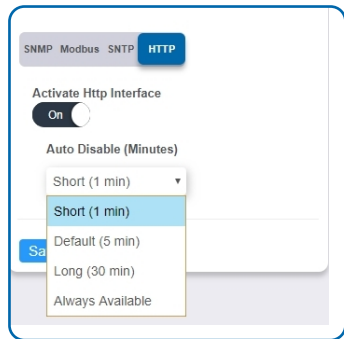 SNMP Modbus SNTP HTTP
Activate Http Interface
On
Auto Disable (Minutes)
Short (1 min)
Short (1 min)
Default (5 min)
Long (30 min)
Always Available